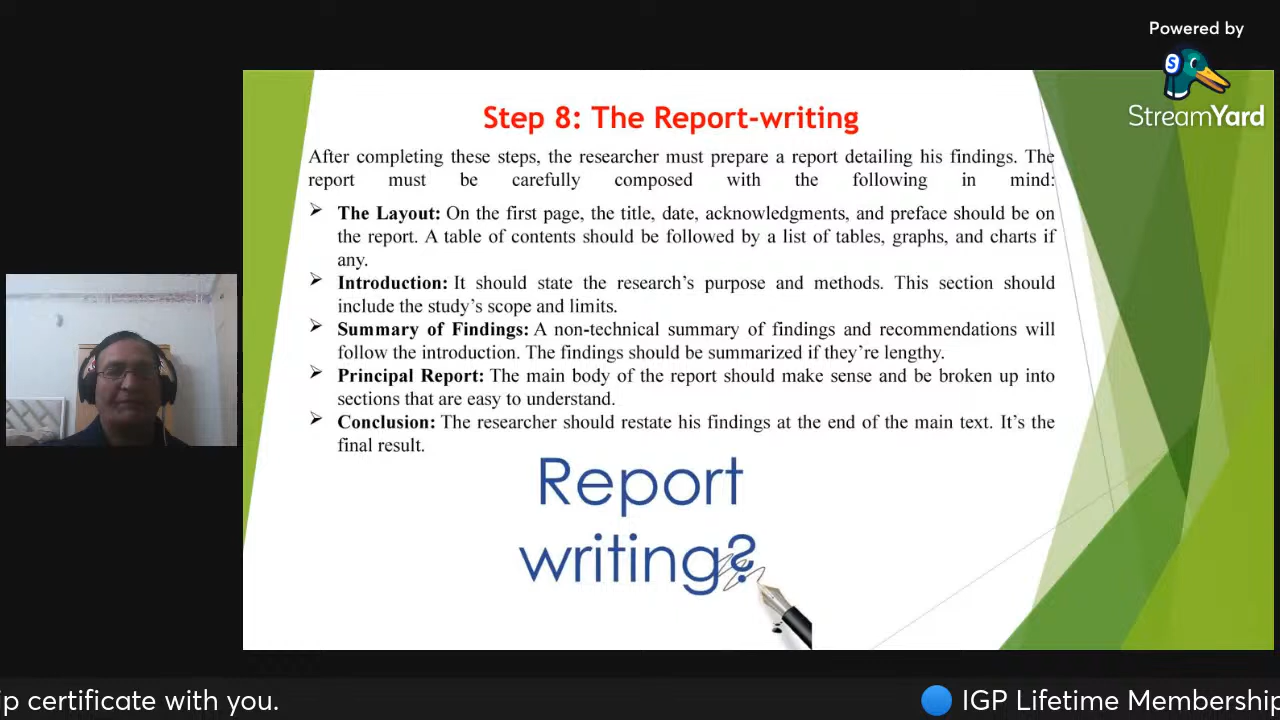 Powered by
StreamYard
Step 8: The Report-writing
After completing these steps, the researcher must prepare a report detailing his findings. The
report must be carefully composed with the following in mind:
The Layout: On the first page, the title, date, acknowledgments, and preface should be on
the report. A table of contents should be followed by a list of tables, graphs, and charts if
any.
Introduction: It should state the research’s purpose and methods. This section should
include the study’s scope and limits.
Summary of Findings: A non-technical summary of findings and recommendations will
follow the introduction. The findings should be summarized if they’re lengthy.
Principal Report: The main body of the report should make sense and be broken up into
sections that are easy to understand.
Conclusion: The researcher should restate his findings at the end of the main text. It’s the
final result.
Report
writing?
ip certificate with you.
IGP Lifetime Membership